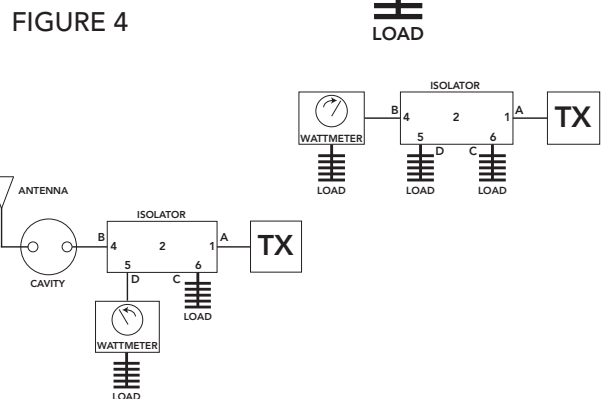 FIGURE 4
LOAD
ISOLATOR
B 4 2 1 A TX
WATTMETER 5 D C 6
LOAD LOAD LOAD
ANTENNA
ISOLATOR
B 4 2 1 A TX
5 D C 6
CAVITY
LOAD
WATTMETER
LOAD